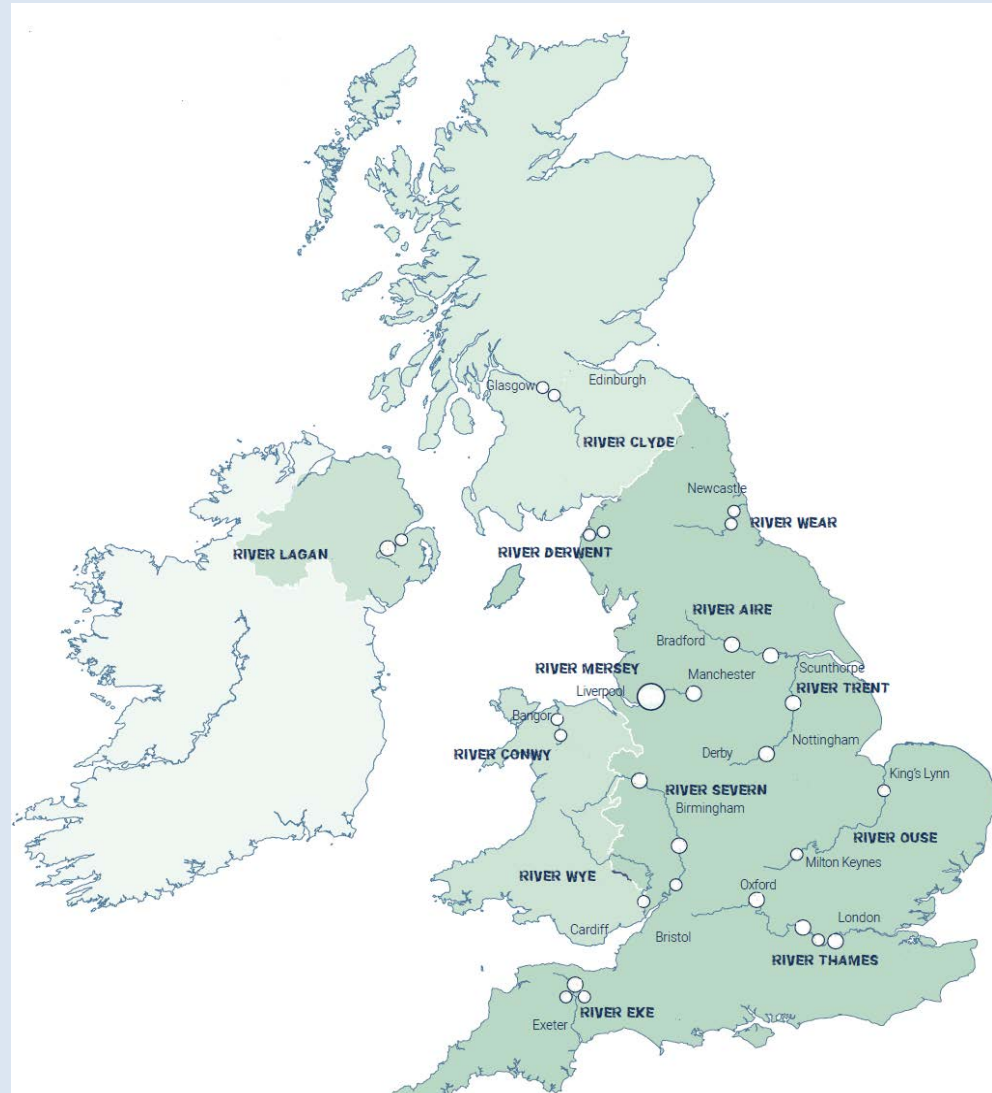 Glasgow
Edinburgh
RIVER CLYDE
Newcastle
RIVER WEAR
RIVER LAGAN
RIVER DERWENT
RIVER AIRE
Bradford
RIVER MERSEY
Scunthorpe
Manchester
Liverpool
RIVER TRENT
Bangor
RIVER CONWY
Derby
Nottingham
King's Lynn
RIVER SEVERN
Birmingham
RIVER OUSE
Milton Keynes
RIVER WYE
Oxford
London
Cardiff
Bristol
RIVER THAMES
RIVER EXE
Exeter